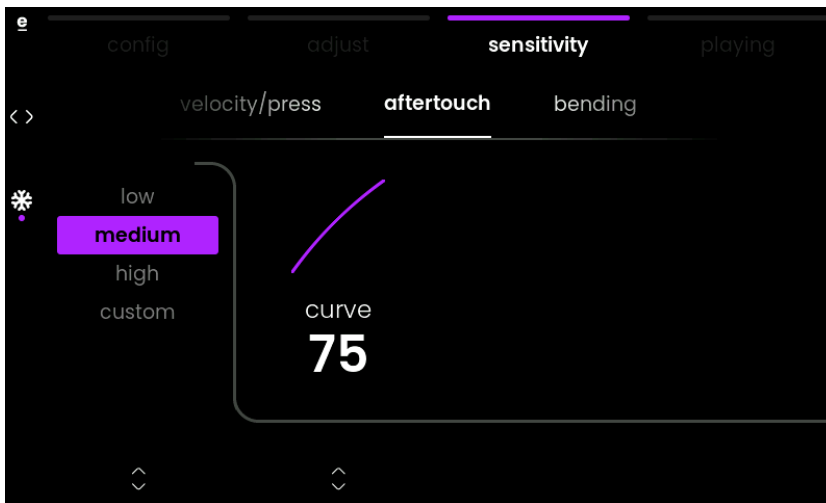 e
config adjust sensitivity playing
velocity/press aftertouch bending
low
medium
high
custom
curve
75